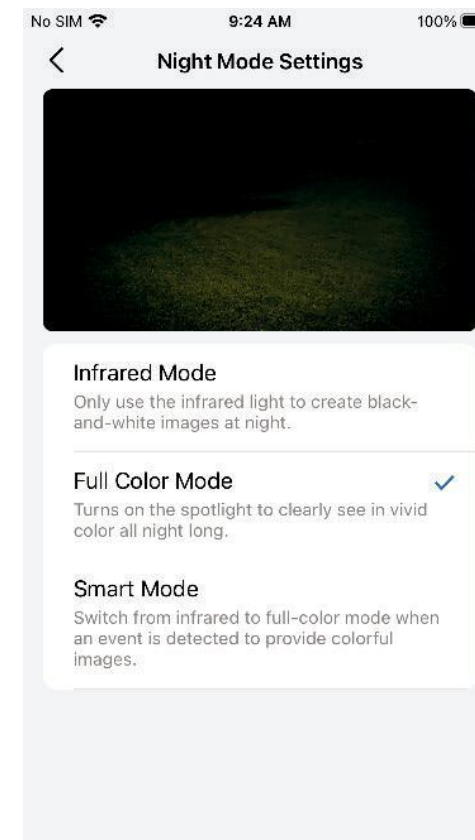 No SIM 9:24 AM 100%
Night Mode Settings
Infrared Mode
Only use the infrared light to create black-
and-white images at night.
Full Color Mode
Turns on the spotlight to clearly see in vivid
color all night long.
Smart Mode
Switch from infrared to full-color mode when
an event is detected to provide colorful
images.